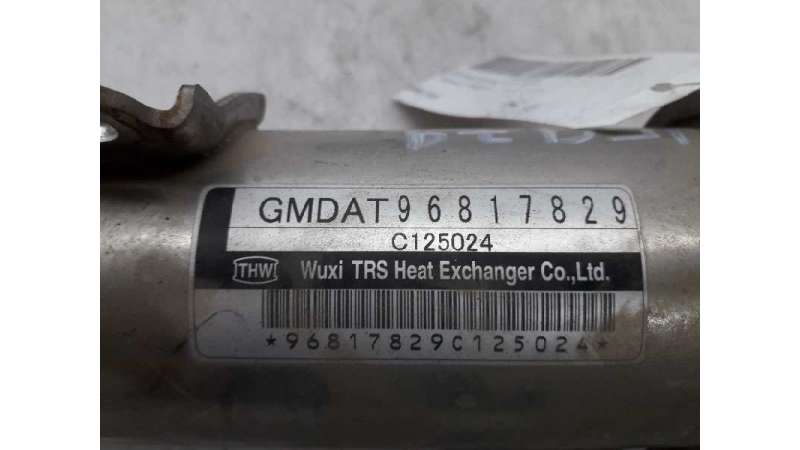 GMDAT96817829
C125024
THW Wuxi TRS Heat Exchanger Co.,Ltd.
*96817829C125024*